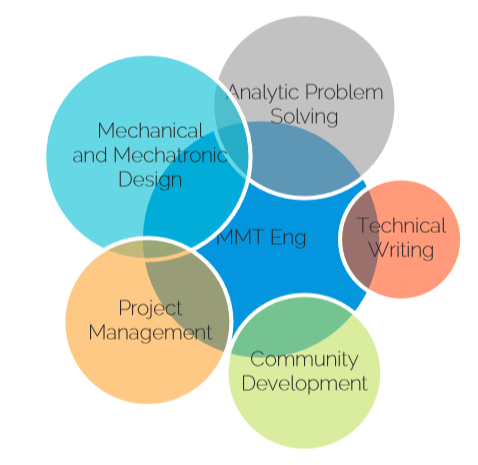 Analytic Problem
Solving
Mechanical
and Mechatronic
Design
MMT Eng
Technical
Writing
Project
Management
Community
Development